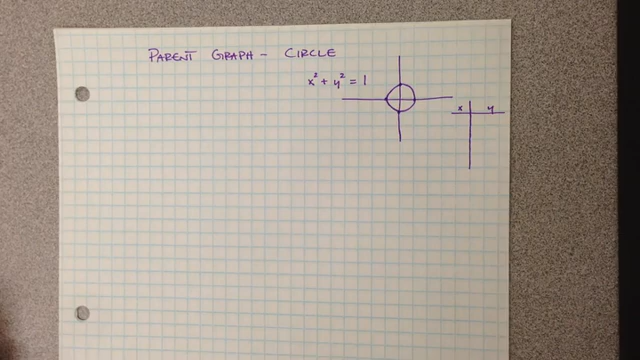 PARENT GRAPH - CIRCLE
x² + y² = 1
x y